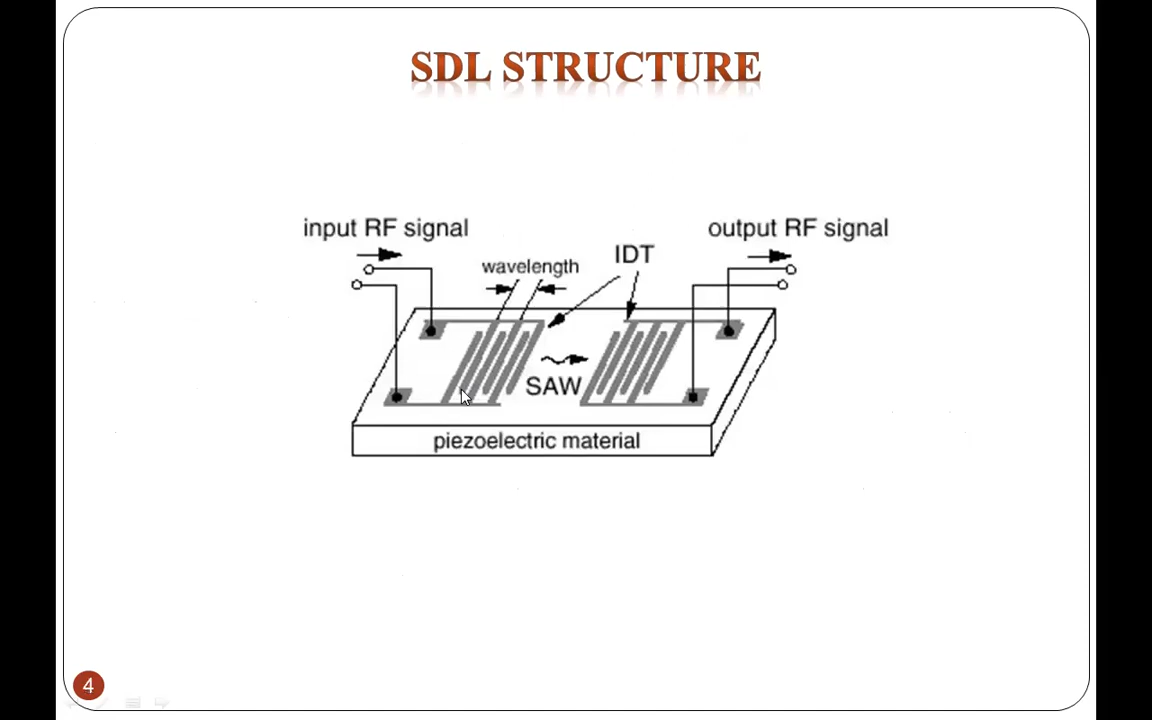 SDL STRUCTURE
input RF signal
output RF signal
wavelength
IDT
SAW
piezoelectric material
4